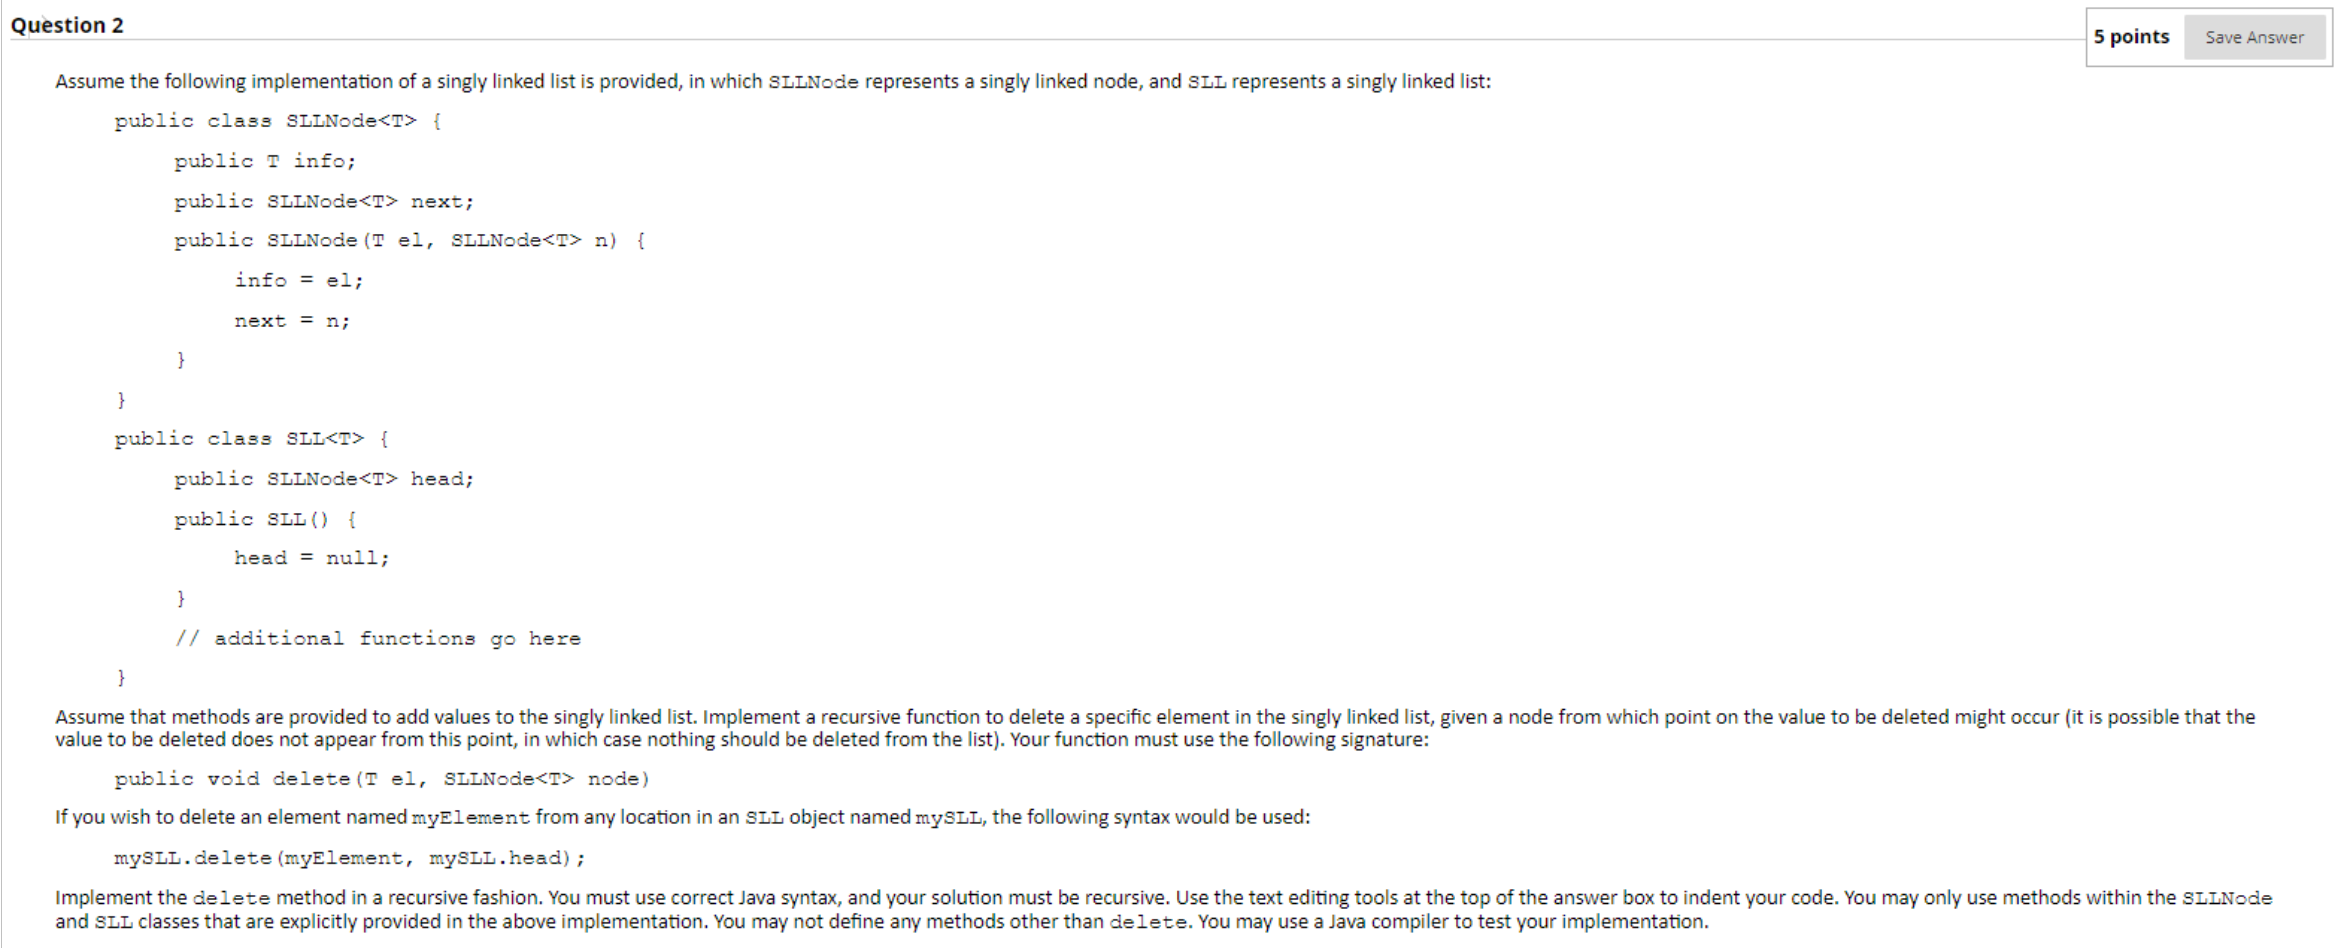 Question 2
5 points
Save Answer
Assume the following implementation of a singly linked list is provided, in which SLLNode represents a singly linked node, and SLL represents a singly linked list:
public class SLLNode<T> {
public T info;
public SLLNode<T> next;
public SLLNode(T el, SLLNode<T> n) {
info = el;
next = n;
}
}
public class SLL<T> {
public SLLNode<T> head;
public SLL() {
head = null;
}
// additional functions go here
}
Assume that methods are provided to add values to the singly linked list. Implement a recursive function to delete a specific element in the singly linked list, given a node from which point on the value to be deleted might occur (it is possible that the
value to be deleted does not appear from this point, in which case nothing should be deleted from the list). Your function must use the following signature:
public void delete(T el, SLLNode<T> node)
If you wish to delete an element named myElement from any location in an SLL object named mySLL, the following syntax would be used:
mySLL.delete(myElement, mySLL.head);
Implement the delete method in a recursive fashion. You must use correct Java syntax, and your solution must be recursive. Use the text editing tools at the top of the answer box to indent your code. You may only use methods within the SLLNode
and SLL classes that are explicitly provided in the above implementation. You may not define any methods other than delete. You may use a Java compiler to test your implementation.